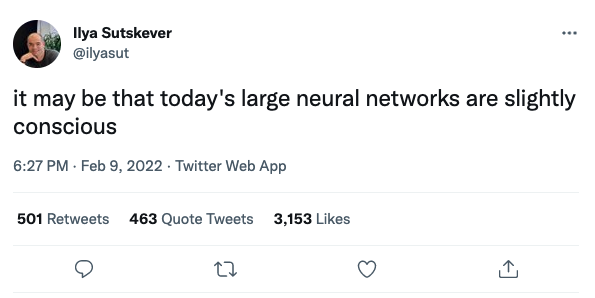 Ilya Sutskever
@ilyasut
it may be that today's large neural networks are slightly
conscious
6:27 PM · Feb 9, 2022 · Twitter Web App
501 Retweets 463 Quote Tweets 3,153 Likes